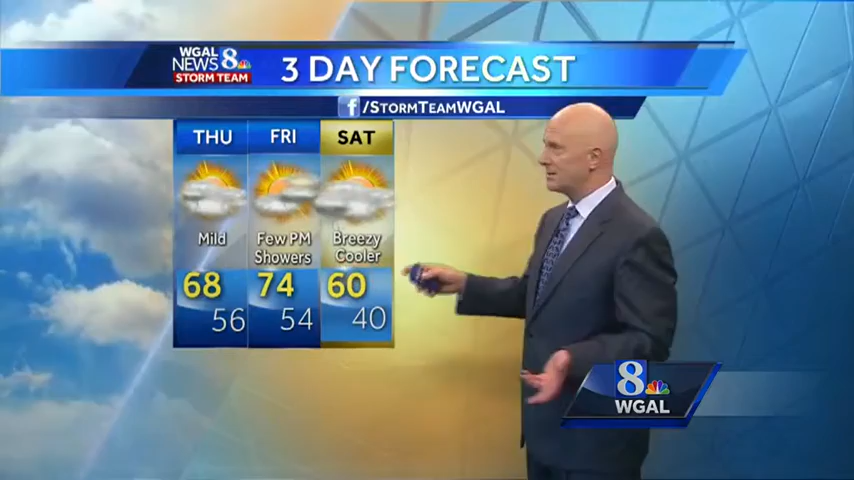 WGAL
NEWS 8
STORM TEAM
3 DAY FORECAST
f /STORMTEAMWGAL
THU FRI SAT
Mild Few PM Showers Breezy Cooler
68 74 60
56 54 40
8
WGAL